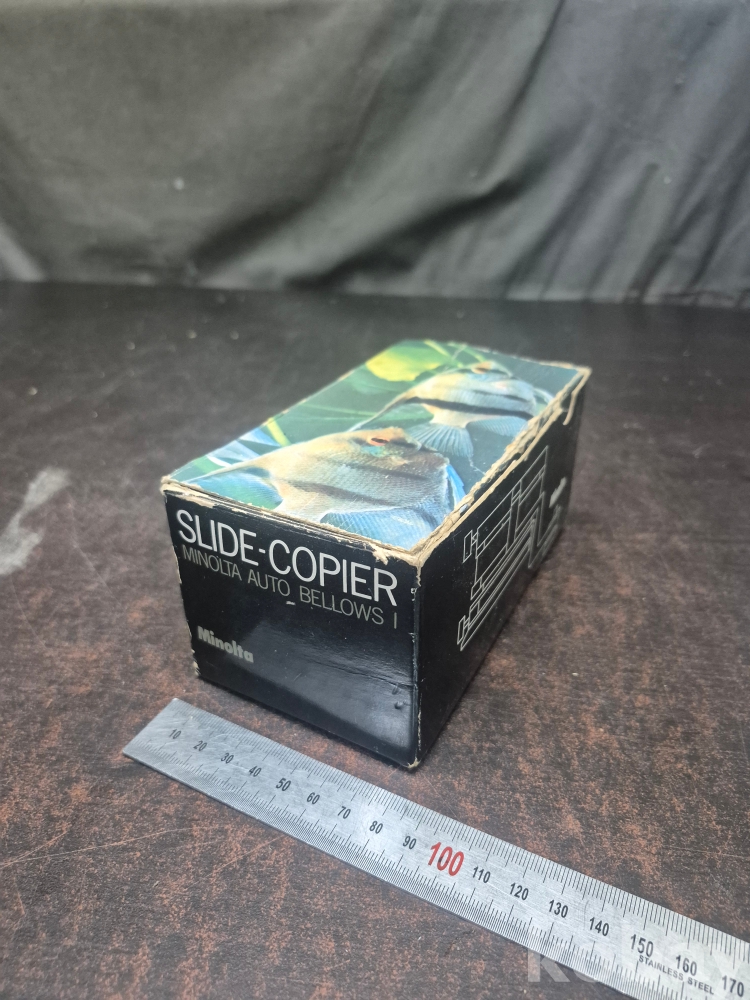 SLIDE-COPIER
MINOLTA AUTO BELLOWS I
Minolta
10 20 30 40 50 60 70 80 90 100 110 120 130 140 150 160 170
STAINLESS STEEL